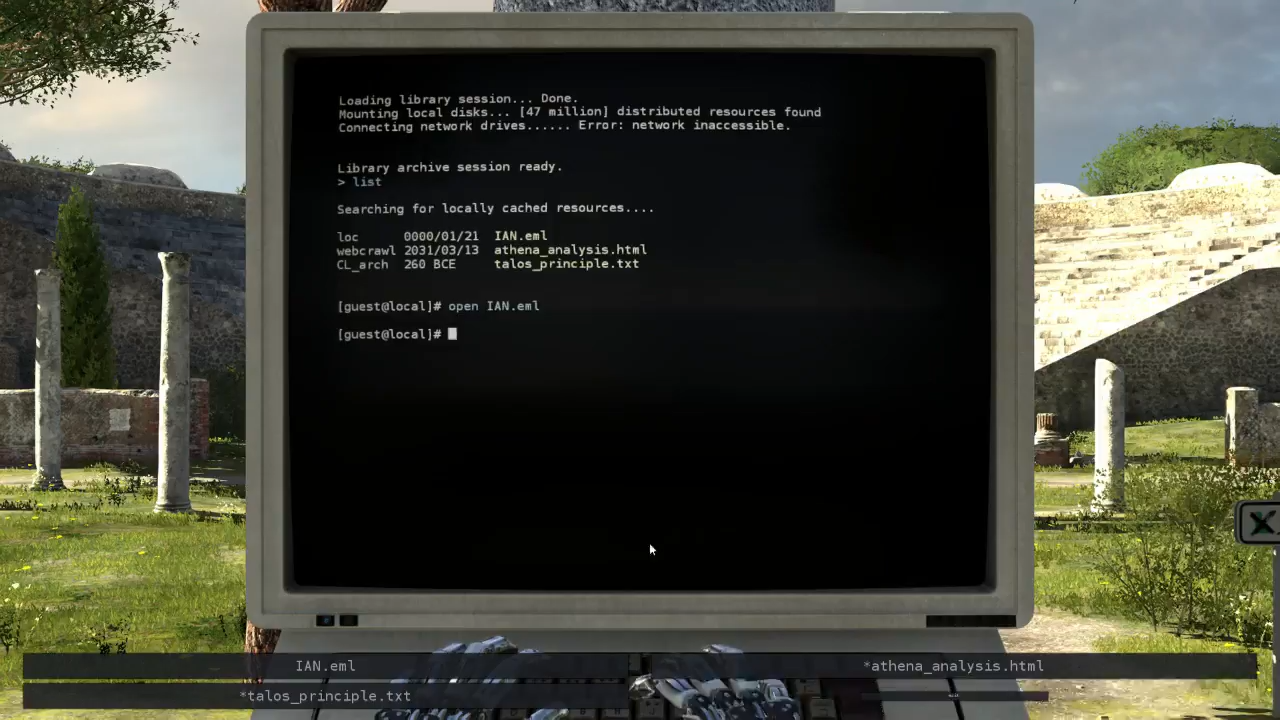 Loading library session... Done.
Mounting local disks... [47 million] distributed resources found
Connecting network drives...... Error: network inaccessible.
Library archive session ready.
> list
Searching for locally cached resources....
loc 0000/01/21 IAN.eml
webcrawl 2031/03/13 athena_analysis.html
CL_arch 260 BCE talos_principle.txt
[guest@local]# open IAN.eml
[guest@local]#
IAN.eml *athena_analysis.html
*talos_principle.txt